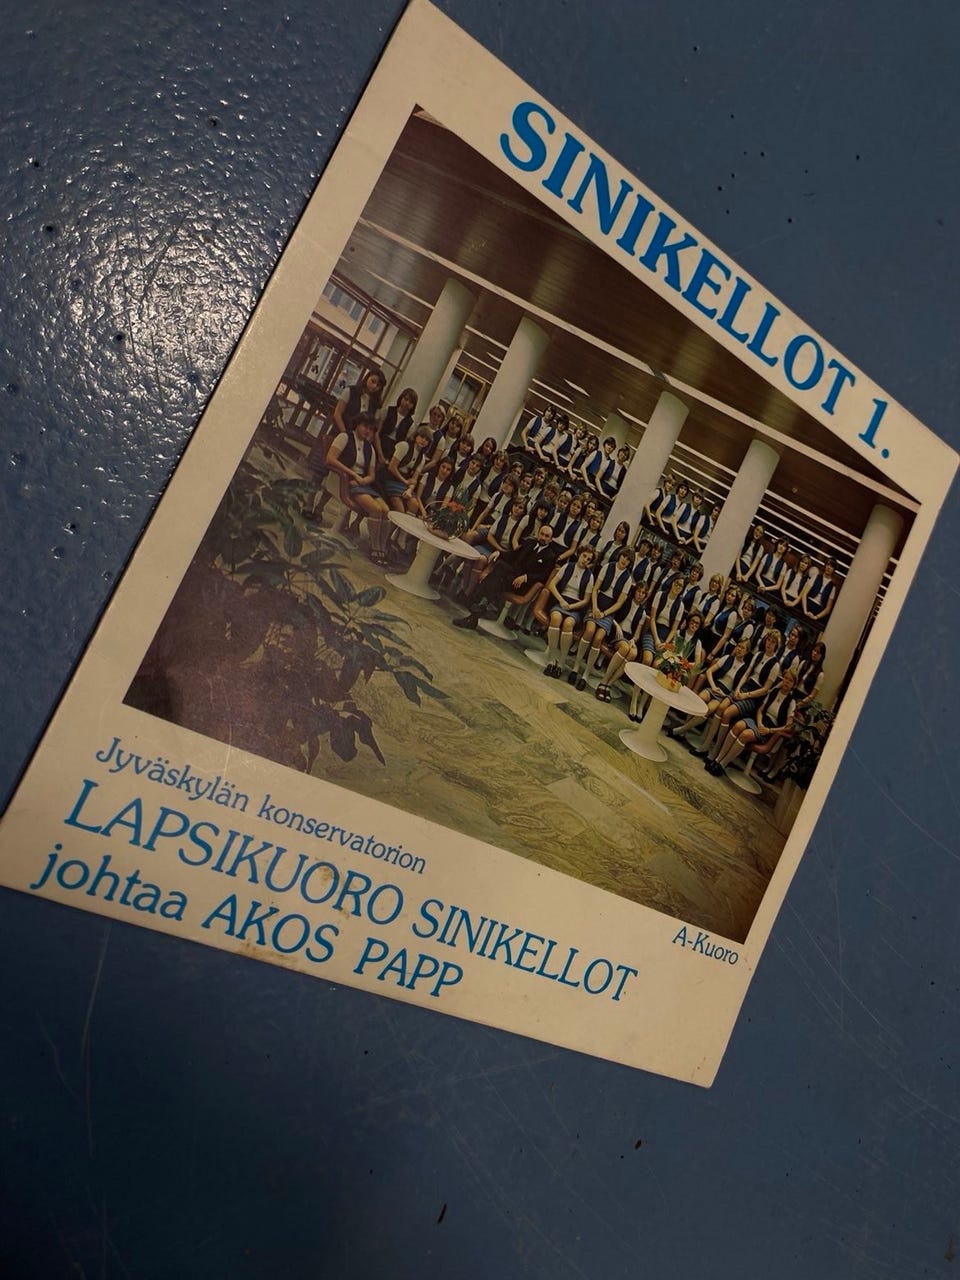 SINIKELLOT 1.
Jyväskylän konservatorion
LAPSIKUORO SINIKELLOT
johtaa AKOS PAPP
A-Kuoro